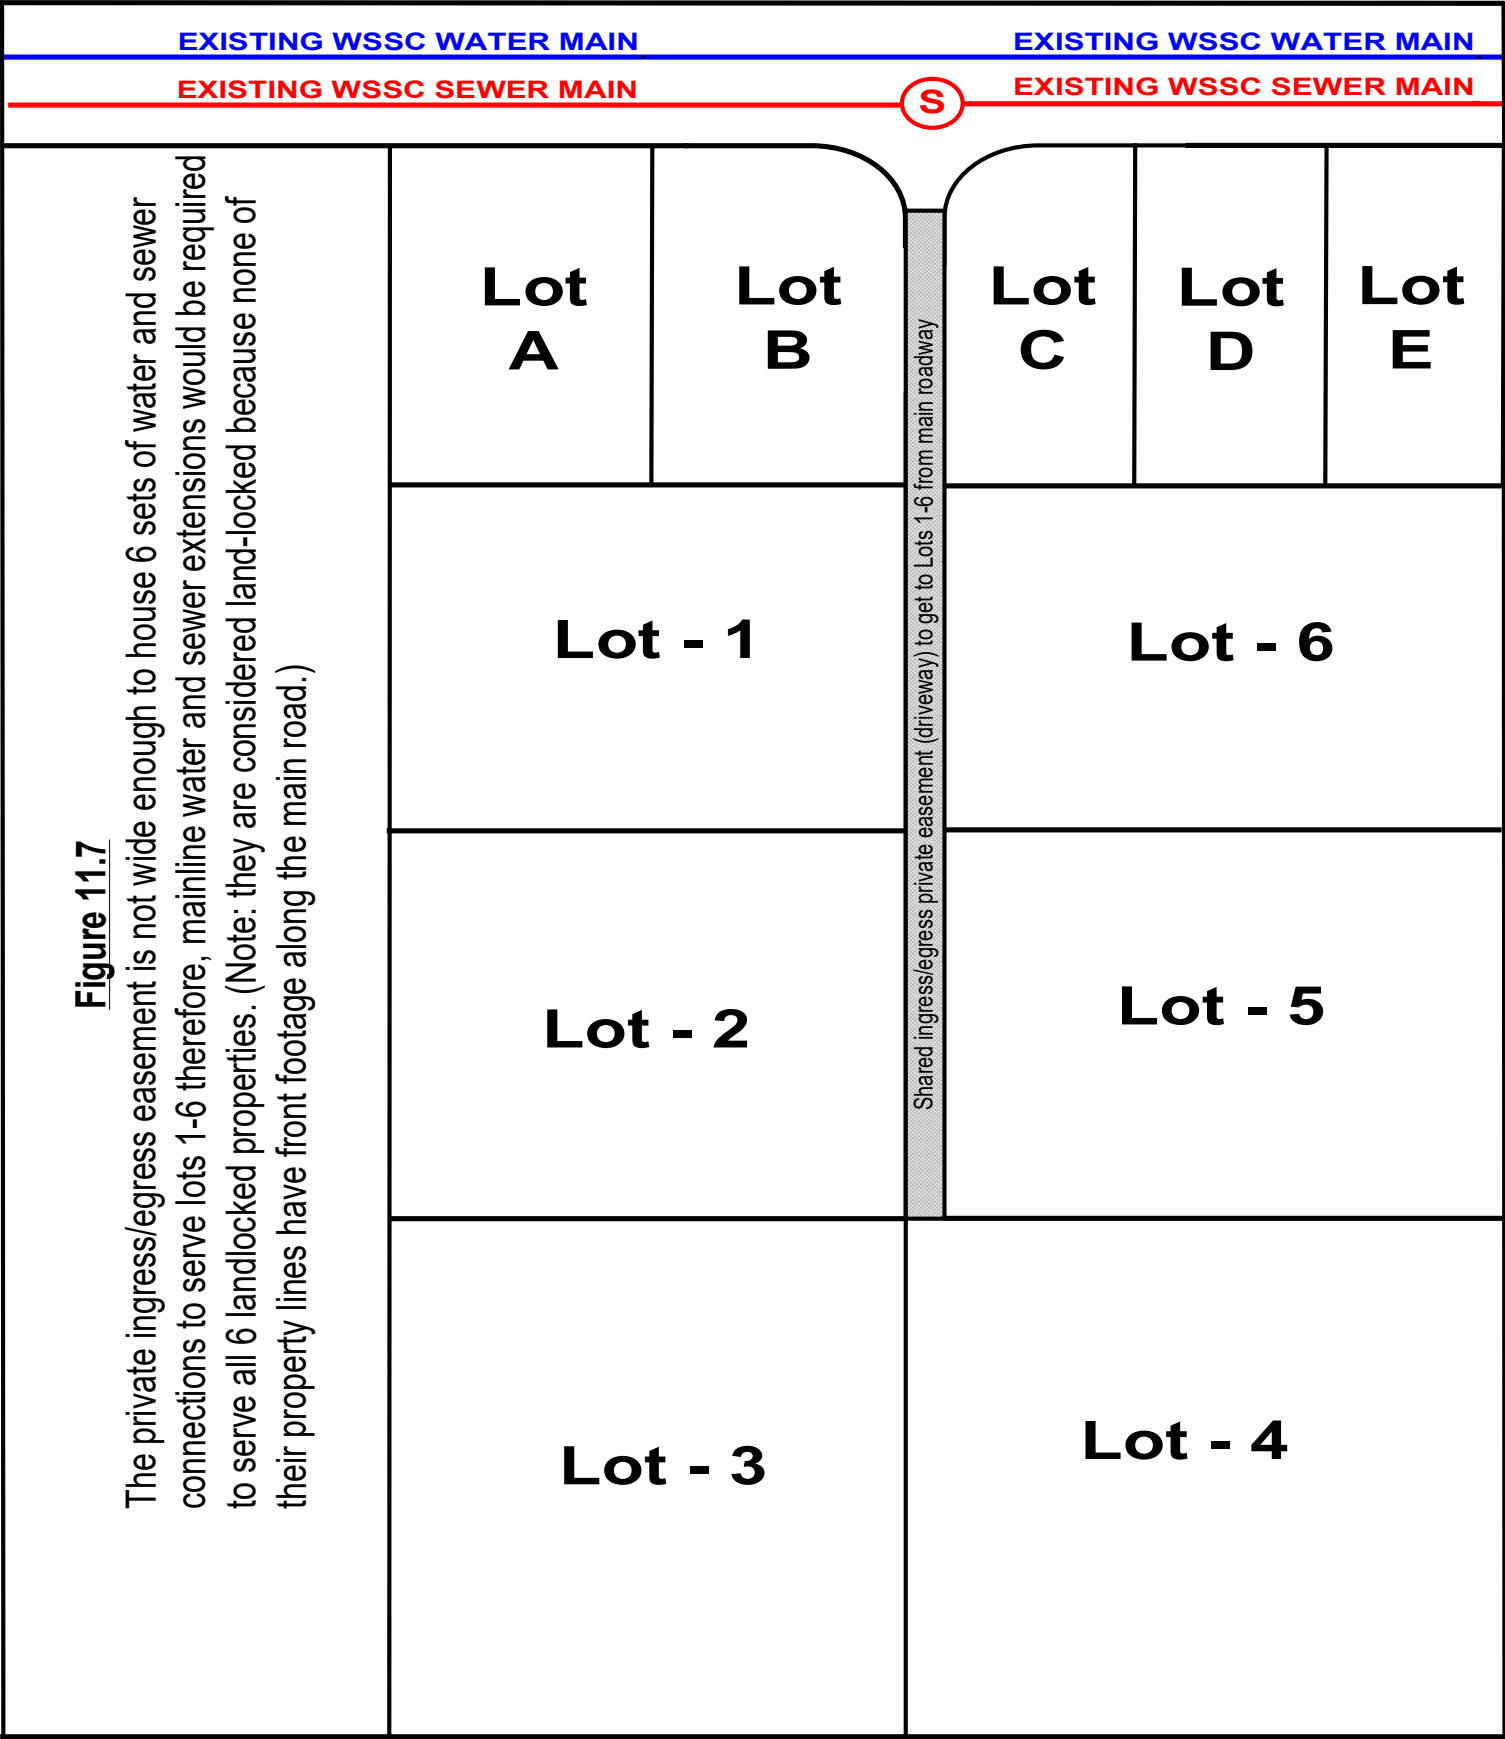 EXISTING WSSC WATER MAIN
EXISTING WSSC WATER MAIN
EXISTING WSSC SEWER MAIN
EXISTING WSSC SEWER MAIN
S
Figure 11.7
The private ingress/egress easement is not wide enough to house 6 sets of water and sewer
connections to serve lots 1-6 therefore, mainline water and sewer extensions would be required
to serve all 6 landlocked properties. (Note: they are considered land-locked because none of
their property lines have front footage along the main road.)
Lot
A
Lot
B
Lot
C
Lot
D
Lot
E
Shared ingress/egress private easement (driveway) to get to Lots 1-6 from main roadway
Lot - 1
Lot - 6
Lot - 2
Lot - 5
Lot - 3
Lot - 4